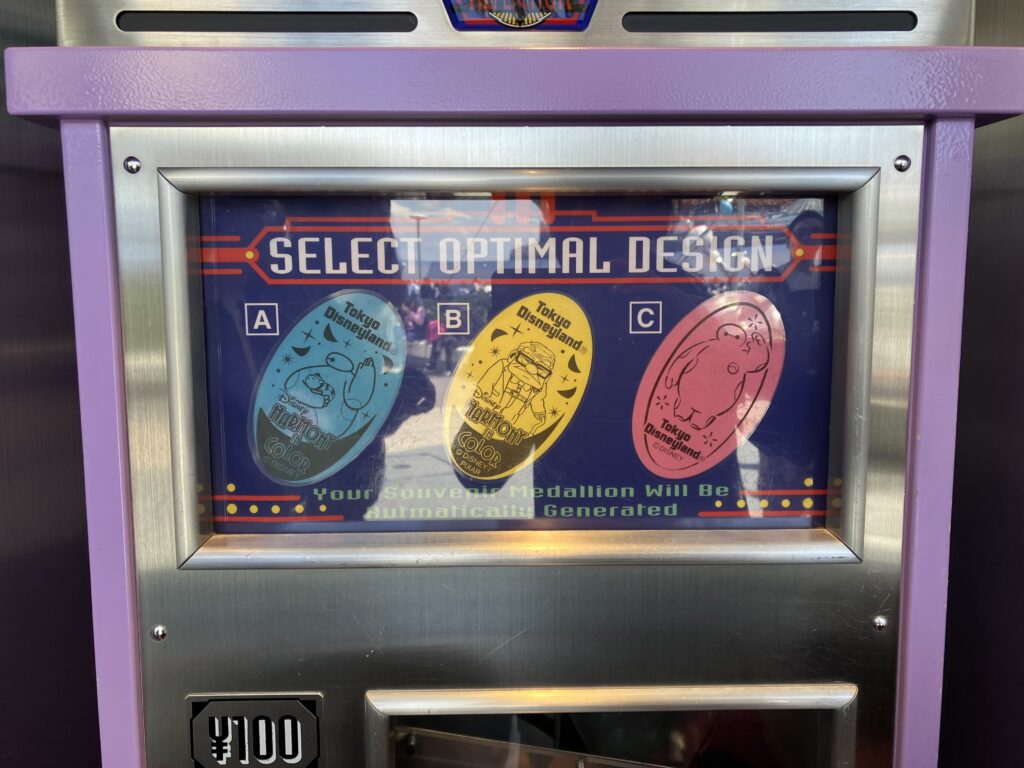 SELECT OPTIMAL DESIGN
A
Tokyo
Disneyland
Disney
HARMONY
in
COLOR
© DISNEY
B
Tokyo
Disneyland®
Disney
HARMONY
in
COLOR
© DISNEY/
PIXAR
C
Tokyo
Disneyland®
© DISNEY
Your Souvenir Medallion Will Be
Autmatically Generated
¥100